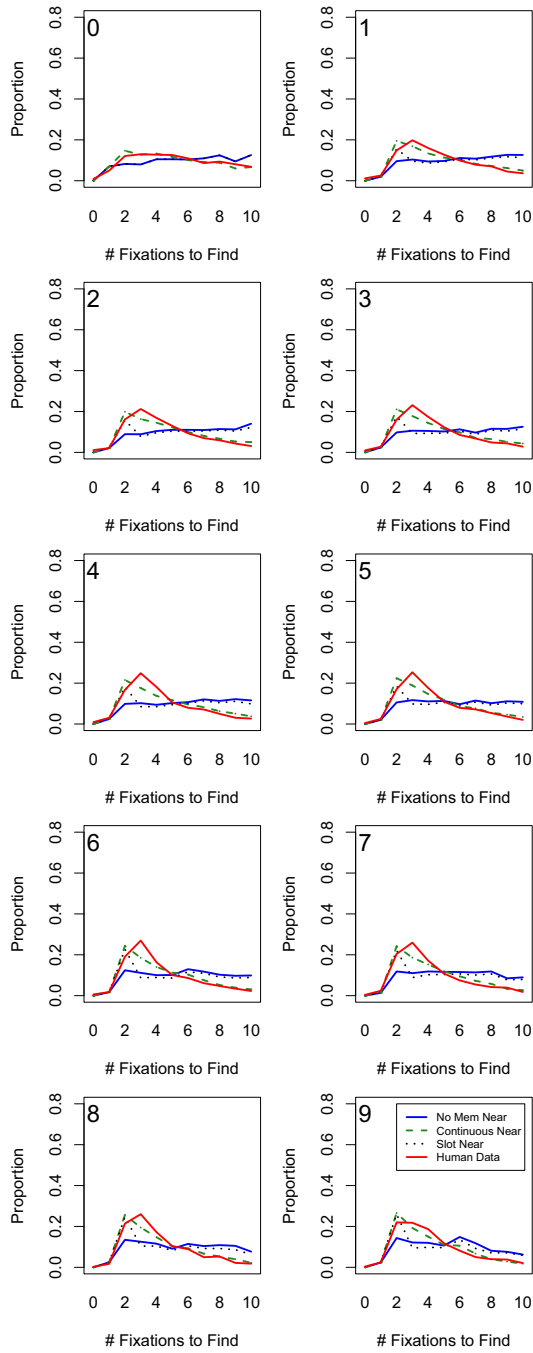 0
Proportion
0.0 0.2 0.4 0.6 0.8
0 2 4 6 8 10
# Fixations to Find
1
Proportion
0.0 0.2 0.4 0.6 0.8
0 2 4 6 8 10
# Fixations to Find
2
Proportion
0.0 0.2 0.4 0.6 0.8
0 2 4 6 8 10
# Fixations to Find
3
Proportion
0.0 0.2 0.4 0.6 0.8
0 2 4 6 8 10
# Fixations to Find
4
Proportion
0.0 0.2 0.4 0.6 0.8
0 2 4 6 8 10
# Fixations to Find
5
Proportion
0.0 0.2 0.4 0.6 0.8
0 2 4 6 8 10
# Fixations to Find
6
Proportion
0.0 0.2 0.4 0.6 0.8
0 2 4 6 8 10
# Fixations to Find
7
Proportion
0.0 0.2 0.4 0.6 0.8
0 2 4 6 8 10
# Fixations to Find
8
Proportion
0.0 0.2 0.4 0.6 0.8
0 2 4 6 8 10
# Fixations to Find
9
No Mem Near
Continuous Near
Slot Near
Human Data
Proportion
0.0 0.2 0.4 0.6 0.8
0 2 4 6 8 10
# Fixations to Find